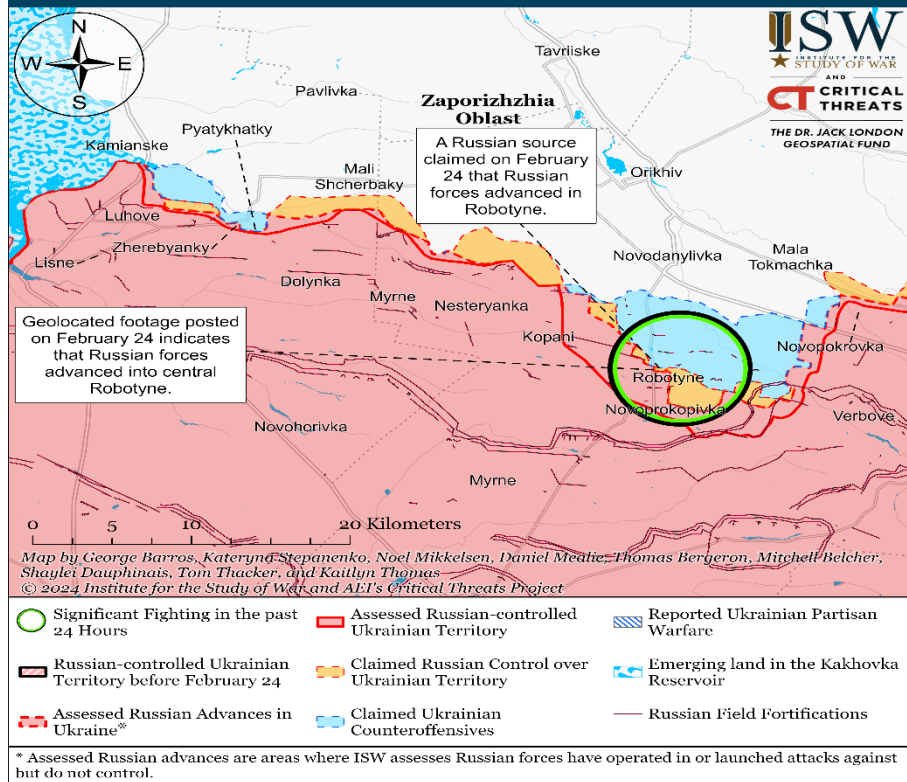 N
W
E
S
ISW
INSTITUTE FOR THE
STUDY OF WAR
AND
CT CRITICAL
THREATS
THE DR. JACK LONDON
GEOSPATIAL FUND
Tavriiske
Pavlivka
Zaporizhzhia
Oblast
Pyatykhatky
Kamianske
A Russian source
claimed on February
24 that Russian
forces advanced in
Robotyne.
Mali
Shcherbaky
Orikhiv
Luhove
Zherebyanky
Novodanylivka
Mala
Tokmachka
Lisne
Dolynka
Myrne
Nesteryanka
Geolocated footage posted
on February 24 indicates
that Russian forces
advanced into central
Robotyne.
Kopani
Novopokrovka
Robotyne
Novoprokopivka
Verbove
Novohorivka
Myrne
0 5 10 20 Kilometers
Map by George Barros, Kateryna Stepanenko, Noel Mikkelsen, Daniel Mealie, Thomas Bergeron, Mitchell Belcher,
Shaylei Dauphinais, Tom Thacker, and Kaitlyn Thomas
© 2024 Institute for the Study of War and AEI's Critical Threats Project
Significant Fighting in the past
24 Hours
Assessed Russian-controlled
Ukrainian Territory
Reported Ukrainian Partisan
Warfare
Russian-controlled Ukrainian
Territory before February 24
Claimed Russian Control over
Ukrainian Territory
Emerging land in the Kakhovka
Reservoir
Assessed Russian Advances in
Ukraine*
Claimed Ukrainian
Counteroffensives
Russian Field Fortifications
* Assessed Russian advances are areas where ISW assesses Russian forces have operated in or launched attacks against
but do not control.